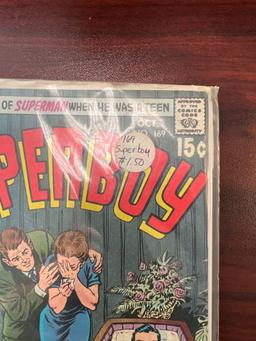 OF SUPERMAN WHEN HE WAS A TEEN
APPROVED
BY THE
COMICS
CODE
OCT.
NO. 169
15¢
169
Superboy
$1.50
PERBOY